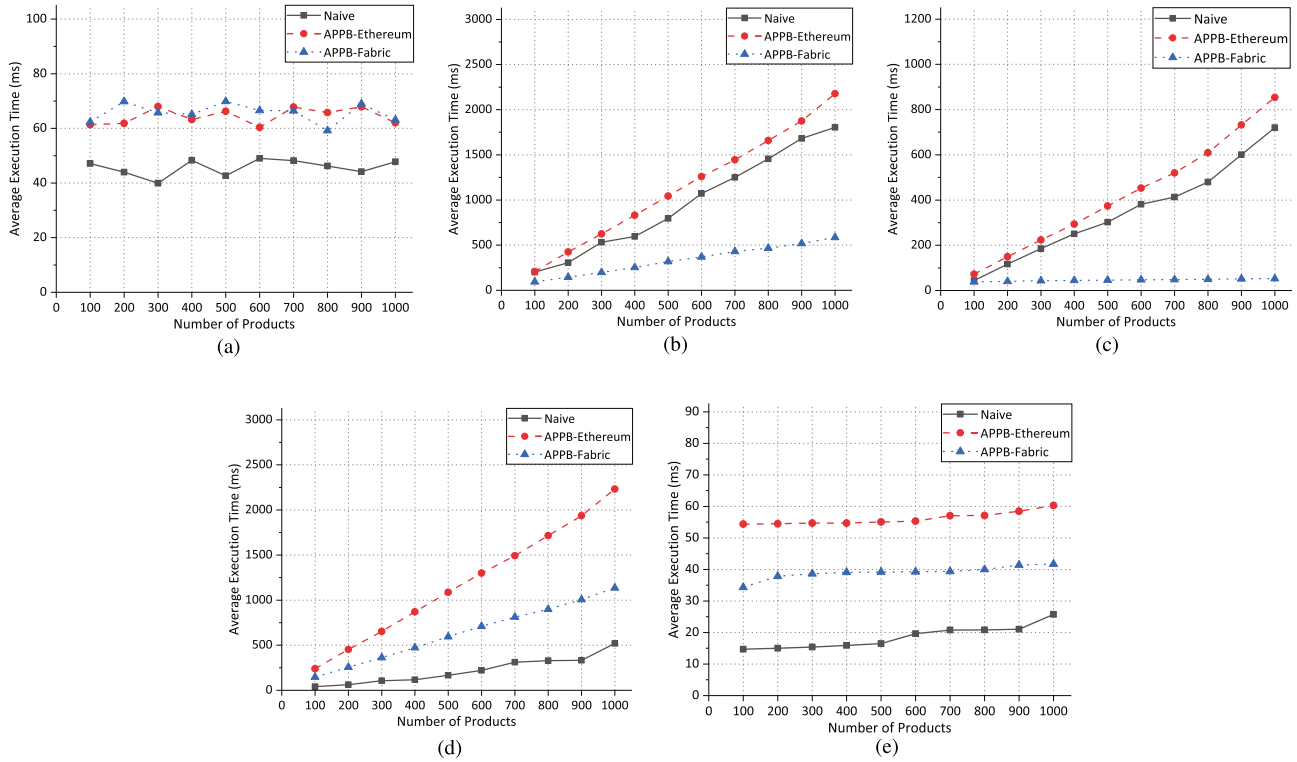 Naive
APPB-Ethereum
APPB-Fabric
Average Execution Time (ms)
100
80
60
40
20
0
0 100 200 300 400 500 600 700 800 900 1000
Number of Products
(a)
Naive
APPB-Ethereum
APPB-Fabric
Average Execution Time (ms)
3000
2500
2000
1500
1000
500
0
0 100 200 300 400 500 600 700 800 900 1000
Number of Products
(b)
Naive
APPB-Ethereum
APPB-Fabric
Average Execution Time (ms)
1200
1000
800
600
400
200
0
0 100 200 300 400 500 600 700 800 900 1000
Number of Products
(c)
Naive
APPB-Ethereum
APPB-Fabric
Average Execution Time (ms)
3000
2500
2000
1500
1000
500
0
0 100 200 300 400 500 600 700 800 900 1000
Number of Products
(d)
Naive
APPB-Ethereum
APPB-Fabric
Average Execution Time (ms)
90
80
70
60
50
40
30
20
10
0
0 100 200 300 400 500 600 700 800 900 1000
Number of Products
(e)